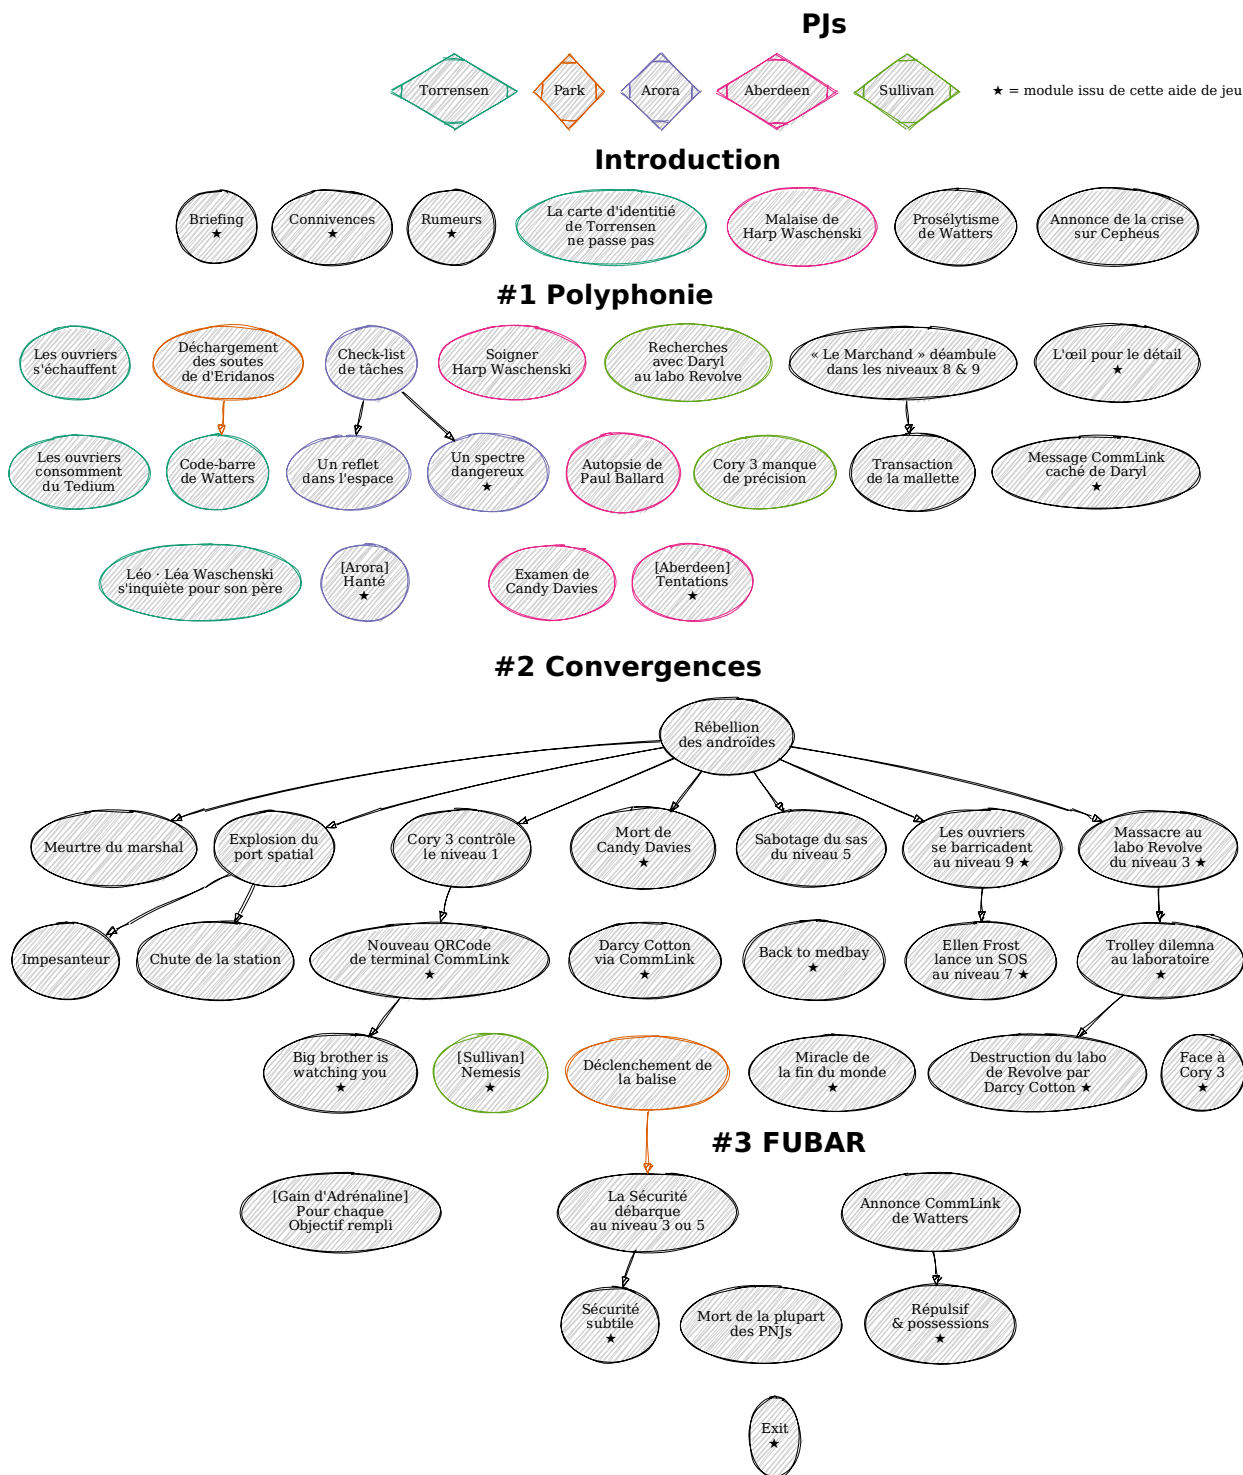 PJs
Torrensen
Park
Arora
Aberdeen
Sullivan
★ = module issu de cette aide de jeu
Introduction
Briefing
★
Connivences
★
Rumeurs
★
La carte d'identitié
de Torrensen
ne passe pas
Malaise de
Harp Waschenski
Prosélytisme
de Watters
Annonce de la crise
sur Cepheus
#1 Polyphonie
Les ouvriers
s'échauffent
Déchargement
des soutes
de d'Eridanos
Check-list
de tâches
Soigner
Harp Waschenski
Recherches
avec Daryl
au labo Revolve
« Le Marchand » déambule
dans les niveaux 8 & 9
L'œil pour le détail
★
Les ouvriers
consomment
du Tedium
Code-barre
de Watters
Un reflet
dans l'espace
Un spectre
dangereux
★
Autopsie de
Paul Ballard
Cory 3 manque
de précision
Transaction
de la mallette
Message CommLink
caché de Daryl
★
Léo · Léa Waschenski
s'inquiète pour son père
[Arora]
Hanté
★
Examen de
Candy Davies
[Aberdeen]
Tentations
★
#2 Convergences
Rébellion
des androïdes
Meurtre du marshal
Explosion du
port spatial
Cory 3 contrôle
le niveau 1
Mort de
Candy Davies
★
Sabotage du sas
du niveau 5
Les ouvriers
se barricadent
au niveau 9 ★
Massacre au
labo Revolve
du niveau 3 ★
Impesanteur
Chute de la station
Nouveau QRCode
de terminal CommLink
★
Darcy Cotton
via CommLink
★
Back to medbay
★
Ellen Frost
lance un SOS
au niveau 7 ★
Trolley dilemna
au laboratoire
★
Big brother is
watching you
★
[Sullivan]
Nemesis
★
Déclenchement de
la balise
Miracle de
la fin du monde
★
Destruction du labo
de Revolve par
Darcy Cotton ★
Face à
Cory 3
★
#3 FUBAR
[Gain d'Adrénaline]
Pour chaque
Objectif rempli
La Sécurité
débarque
au niveau 3 ou 5
Annonce CommLink
de Watters
Sécurité
subtile
★
Mort de la plupart
des PNJs
Répulsif
& possessions
★
Exit
★